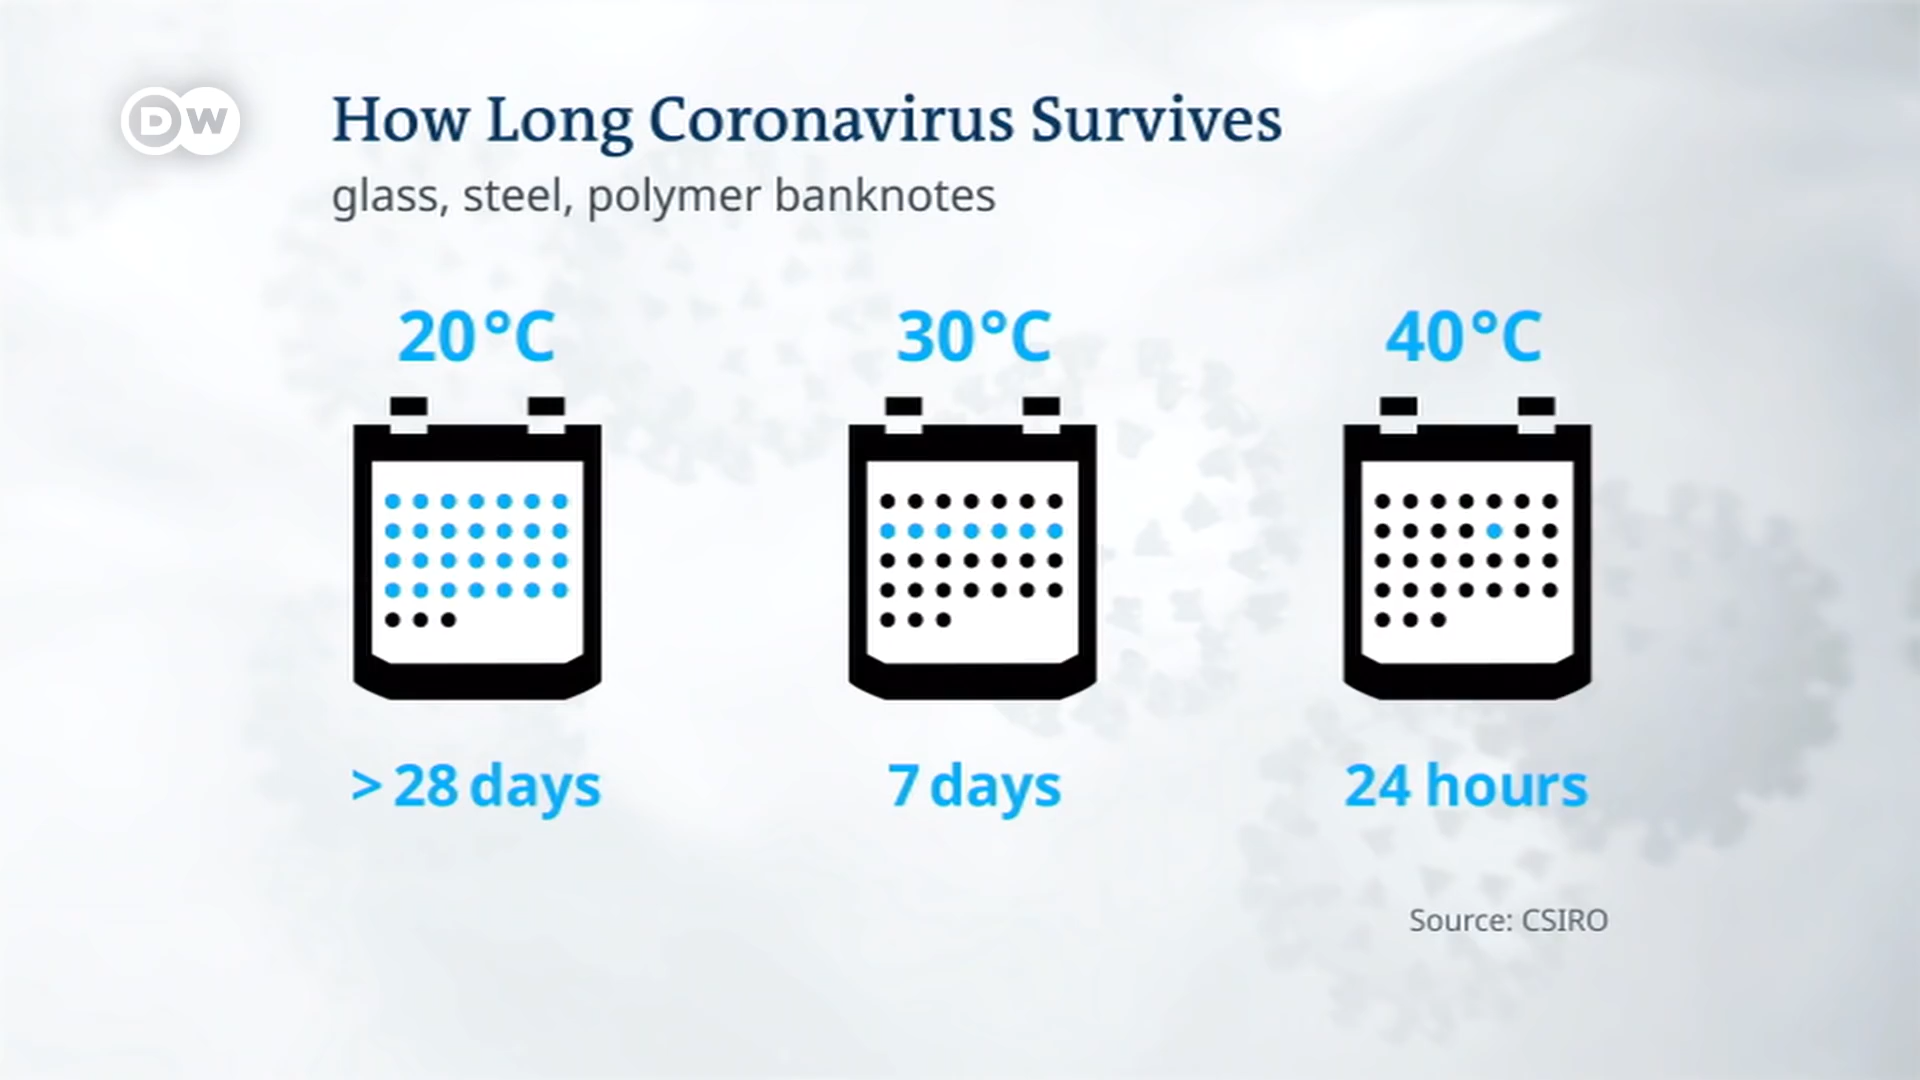 DW
How Long Coronavirus Survives
glass, steel, polymer banknotes
20°C
30°C
40°C
> 28 days
7 days
24 hours
Source: CSIRO